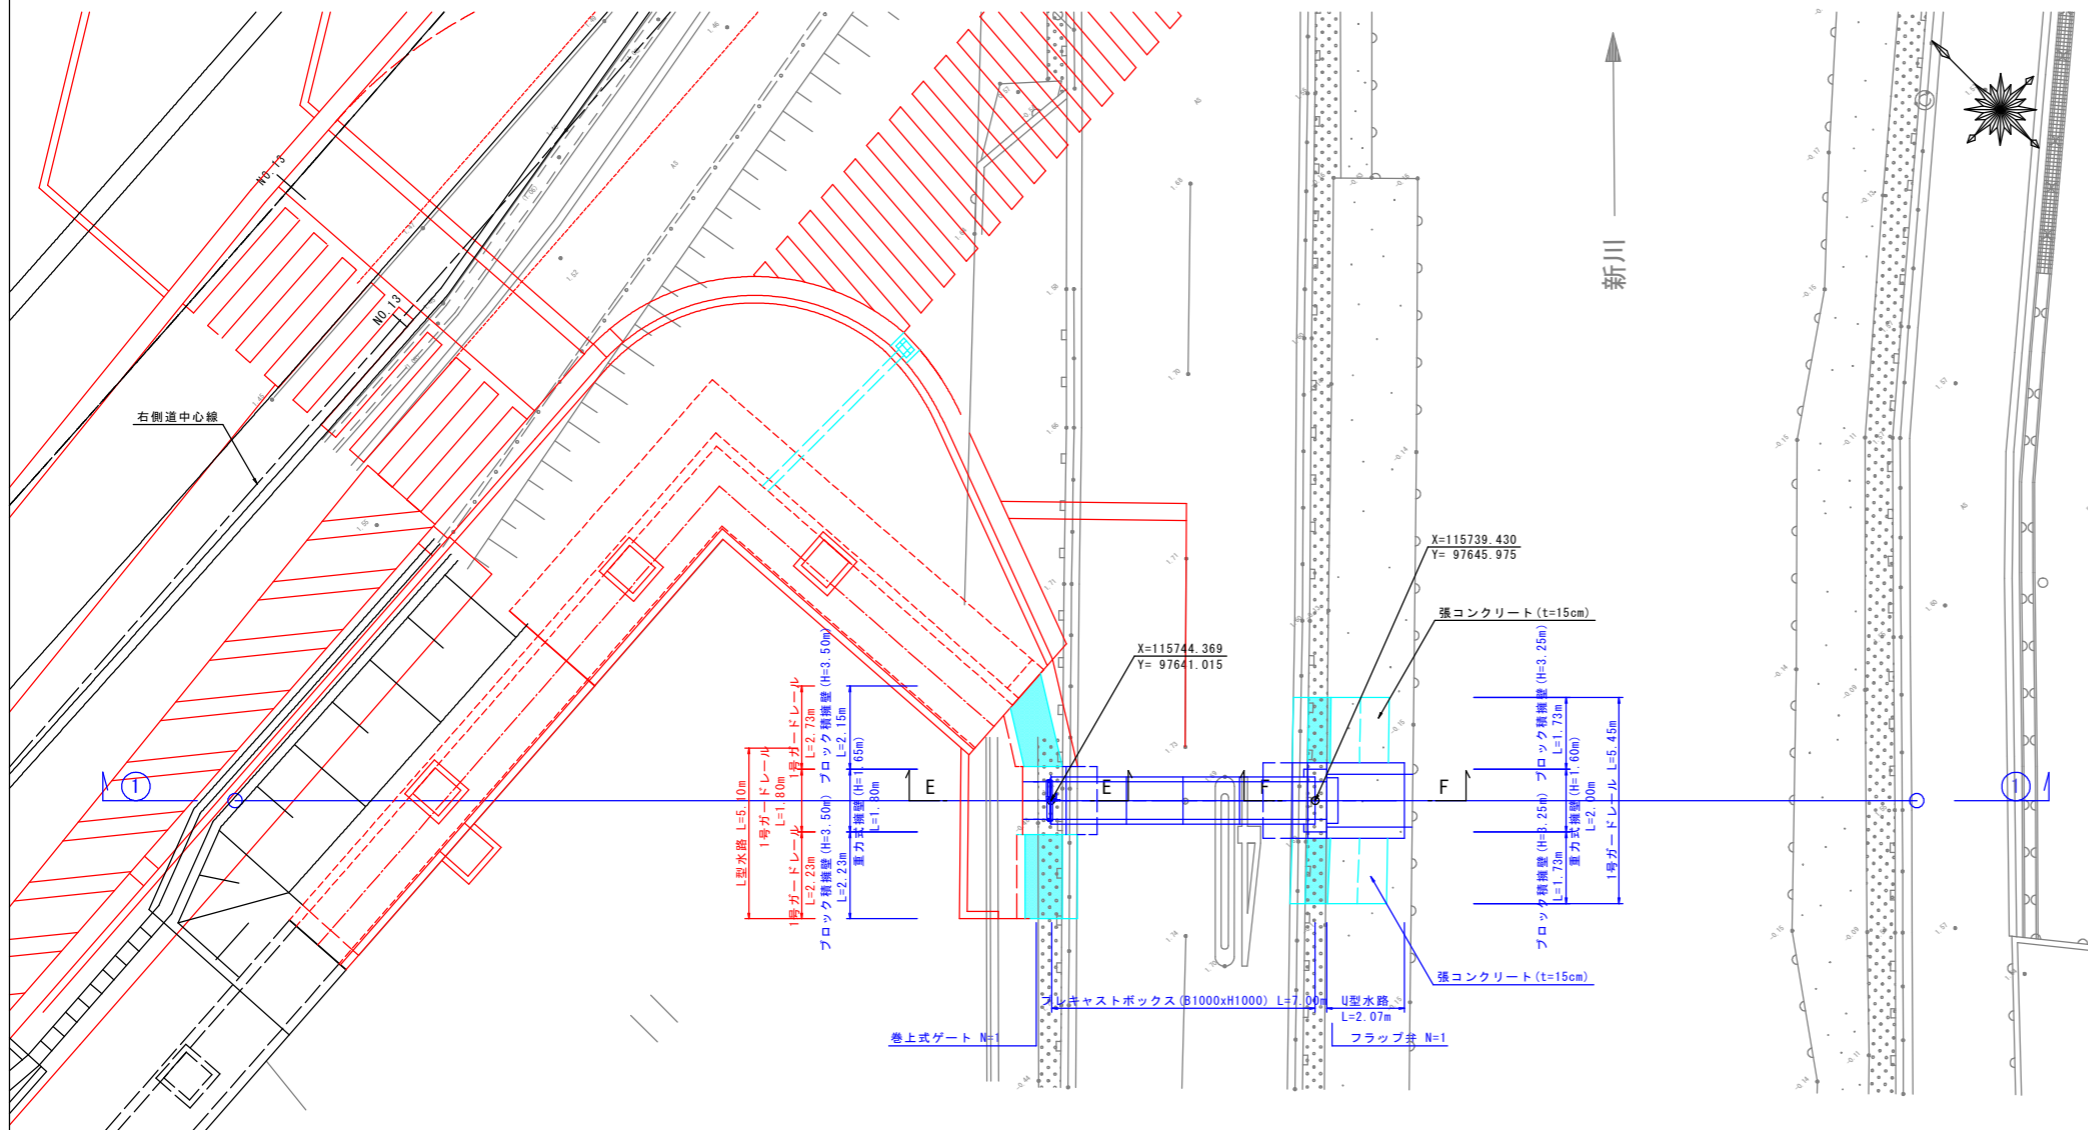 NO.13
NO.13
右側道中心線
新川
X=115739.430
Y= 97645.975
張コンクリート(t=15cm)
X=115744.369
Y= 97641.015
L型水路 L=5.10m
1号ガードレール
L=1.80m
1号ガードレール
L=2.73m
1号ガードレール
L=2.23m
ブロック積擁壁(H=3.50m)
L=2.15m
ブロック積擁壁(H=3.50m)
L=2.23m
重力式擁壁(H=1.65m)
L=1.80m
ブロック積擁壁(H=3.25m)
L=1.73m
ブロック積擁壁(H=3.25m)
L=1.73m
重力式擁壁(H=1.60m)
L=2.00m
1号ガードレール L=5.45m
①
E
E
F
F
①
張コンクリート(t=15cm)
プレキャストボックス(B1000xH1000) L=7.00m
U型水路
L=2.07m
巻上式ゲート N=1
フラップ弁 N=1